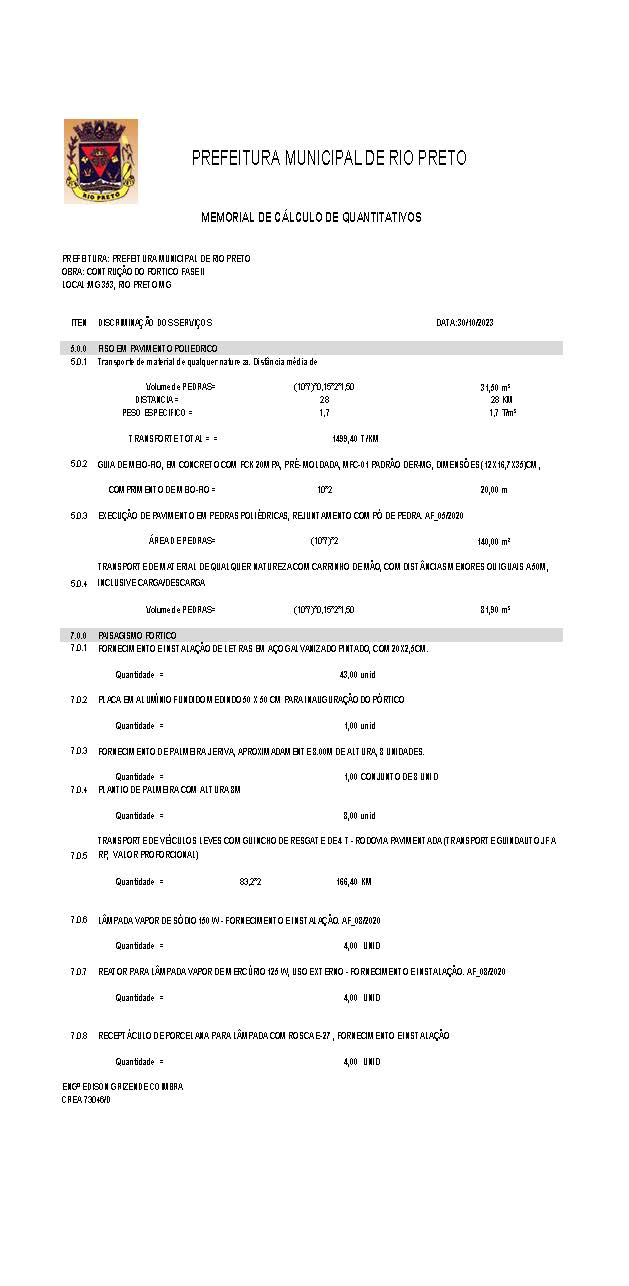 RIO PRETO
PREFEITURA MUNICIPAL DE RIO PRETO
MEMORIAL DE CÁLCULO DE QUANTITATIVOS
PREFEITURA: PREFEITURA MUNICIPAL DE RIO PRETO
OBRA: CONTRUÇÃO DO PORTICO FASE II
LOCAL:MG 353, RIO PRETO MG
ITEM DISCRIMINAÇÃO DOS SERVIÇOS DATA:30/10/2023
5.0.0 PISO EM PAVIMENTO POLIEDRICO
5.0.1 Transporte de material de qualquer natureza. Distância média de
Volume de PEDRAS= (10*7)*0,15*2*1,50 31,50 m³
DISTANCIA = 28 28 KM
PESO ESPECIFICO = 1,7 1,7 T/m³
TRANSPORTE TOTAL = = 1499,40 T/KM
5.0.2 GUIA DE MEIO-FIO, EM CONCRETO COM FCK 20MPA, PRÉ-MOLDADA, MFC-01 PADRÃO DER-MG, DIMENSÕES (12X16,7X35)CM,
COMPRIMENTO DE MEIO-FIO = 10*2 20,00 m
5.0.3 EXECUÇÃO DE PAVIMENTO EM PEDRAS POLIÉDRICAS, REJUNTAMENTO COM PÓ DE PEDRA. AF_05/2020
ÁREA DE PEDRAS= (10*7)*2 140,00 m²
TRANSPORTE DE MATERIAL DE QUALQUER NATUREZA COM CARRINHO DE MÃO, COM DISTÂNCIAS MENORES OU IGUAIS A 50M,
5.0.4 INCLUSIVE CARGA/DESCARGA
Volume de PEDRAS= (10*7)*0,15*2*1,50 81,90 m³
7.0.0 PAISAGISMO PORTICO
7.0.1 FORNECIMENTO E INSTALAÇÃO DE LETRAS EM AÇO GALVANIZADO PINTADO, COM 20X2,5CM.
Quantidade = 43,00 unid
7.0.2 PLACA EM ALUMÍNIO FUNDIDO MEDINDO 50 X 50 CM PARA INAUGURAÇÃO DO PÓRTICO
Quantidade = 1,00 unid
7.0.3 FORNECIMENTO DE PALMEIRA JERIVA, APROXIMADAMENTE 8.00M DE ALTURA, 8 UNIDADES.
Quantidade = 1,00 CONJUNTO DE 8 UNID
7.0.4 PLANTIO DE PALMEIRA COM ALTURA 8M
Quantidade = 8,00 unid
TRANSPORTE DE VEÍCULOS LEVES COM GUINCHO DE RESGATE DE 4 T - RODOVIA PAVIMENTADA (TRANSPORTE GUINDAUTO JF A
7.0.5 RP, VALOR PROPORCIONAL)
Quantidade = 83,2*2 166,40 KM
7.0.6 LÂMPADA VAPOR DE SÓDIO 150 W - FORNECIMENTO E INSTALAÇÃO. AF_08/2020
Quantidade = 4,00 UNID
7.0.7 REATOR PARA LÂMPADA VAPOR DE MERCÚRIO 125 W, USO EXTERNO - FORNECIMENTO E INSTALAÇÃO. AF_08/2020
Quantidade = 4,00 UNID
7.0.8 RECEPTÁCULO DE PORCELANA PARA LÂMPADA COM ROSCA E-27 , FORNECIMENTO E INSTALAÇÃO
Quantidade = 4,00 UNID
ENGº EDISON GRIZENDE COIMBRA
CREA 73046/D